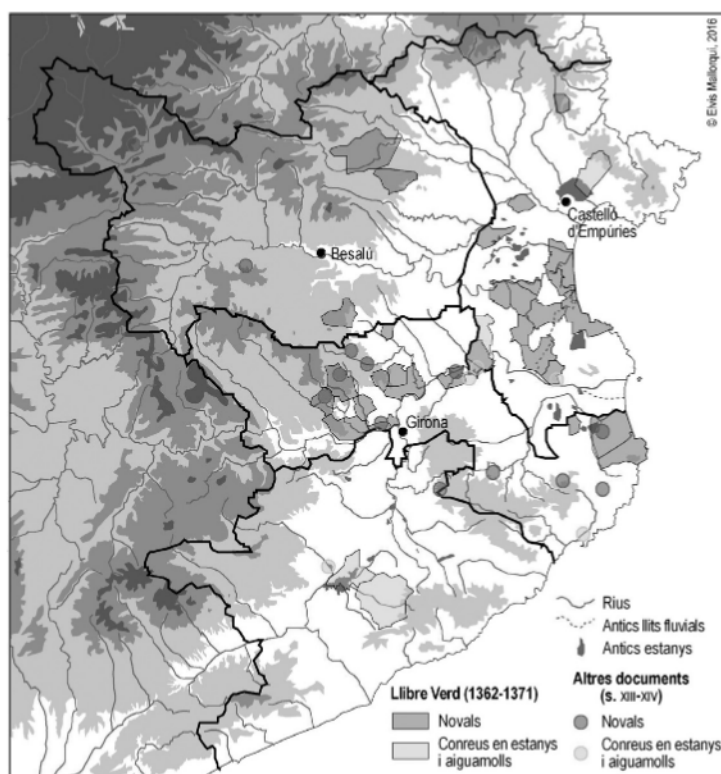 © Elvis Mallorquí, 2016
Castelló
d'Empúries
Besalú
Girona
Rius
Antics llits fluvials
Antics estanys
Llibre Verd (1362-1371)
Novals
Conreus en estanys
i aiguamolls
Altres documents
(s. XIII-XIV)
Novals
Conreus en estanys
i aiguamolls